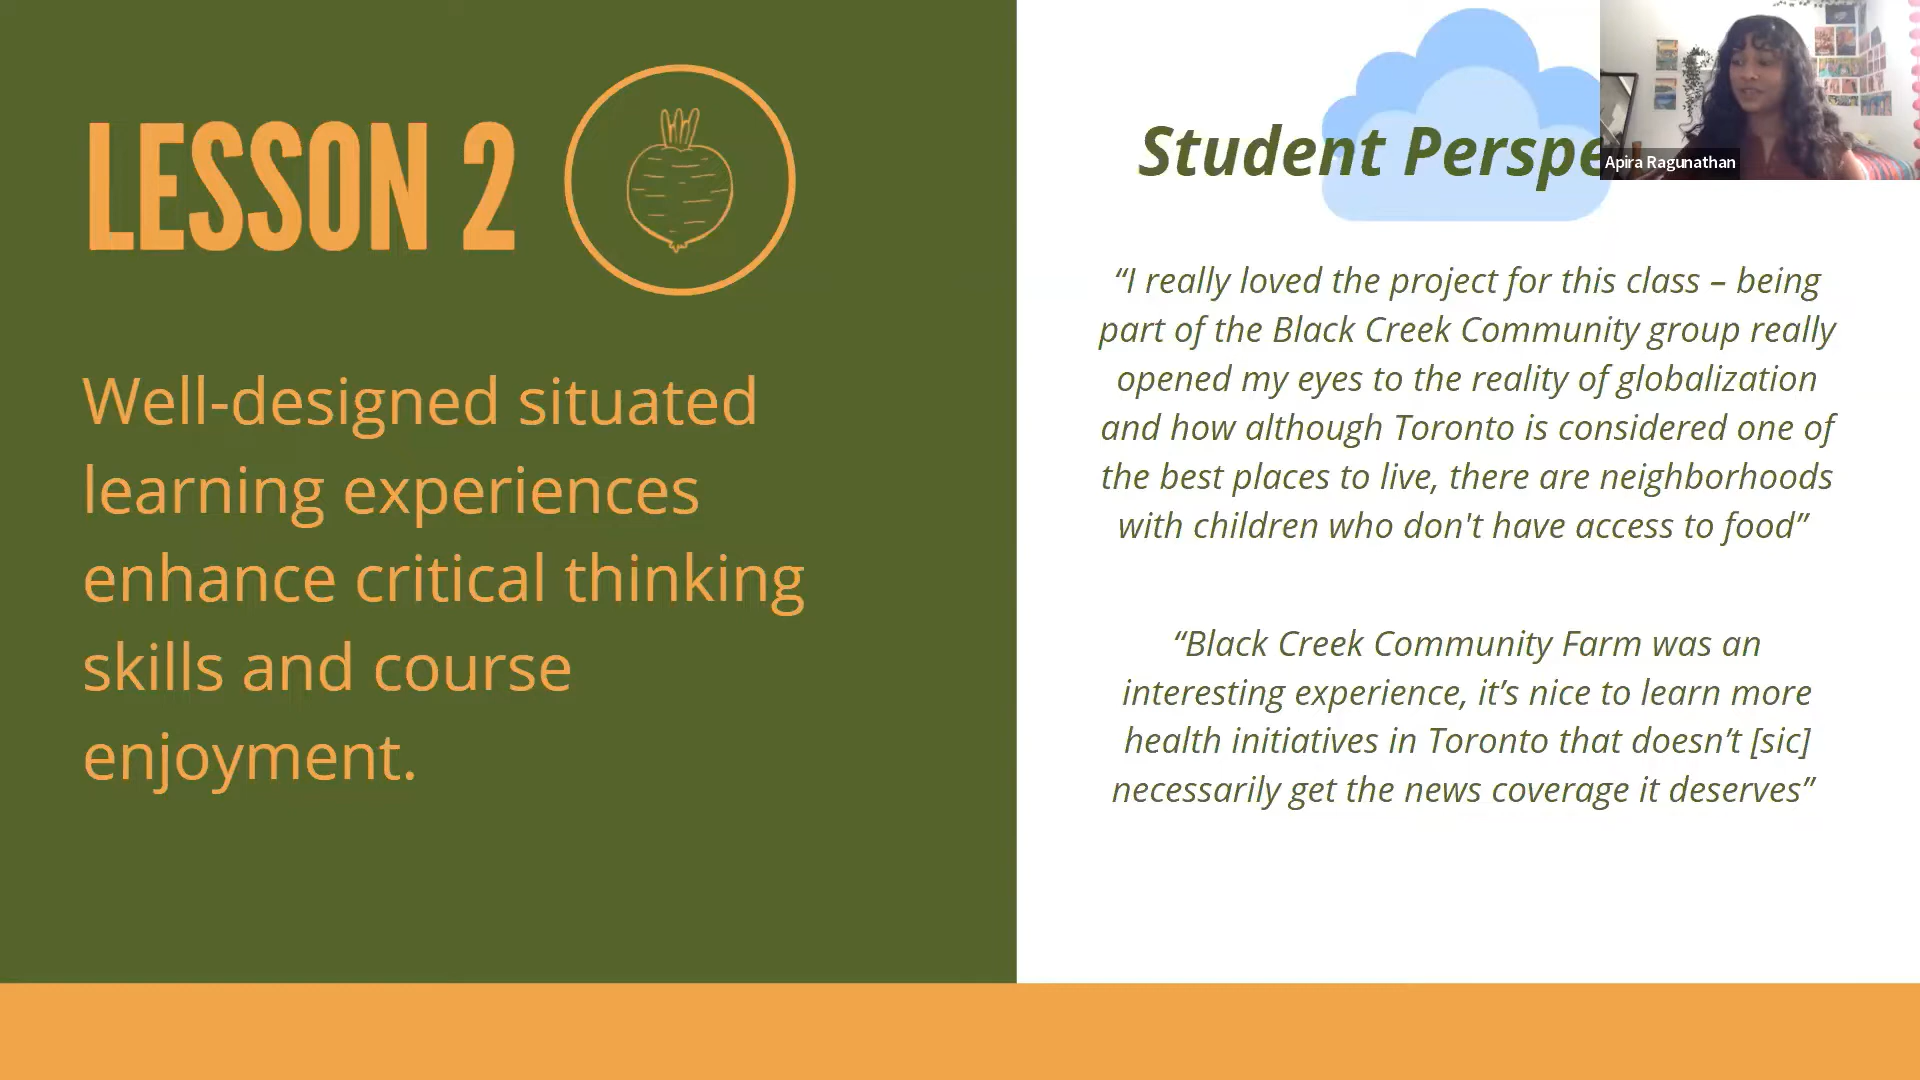 LESSON 2
Well-designed situated
learning experiences
enhance critical thinking
skills and course
enjoyment.
Student
Apira Ragunathan
“I really loved the project for this class – being
part of the Black Creek Community group really
opened my eyes to the reality of globalization
and how although Toronto is considered one of
the best places to live, there are neighborhoods
with children who don't have access to food”
“Black Creek Community Farm was an
interesting experience, it’s nice to learn more
health initiatives in Toronto that doesn’t [sic]
necessarily get the news coverage it deserves”